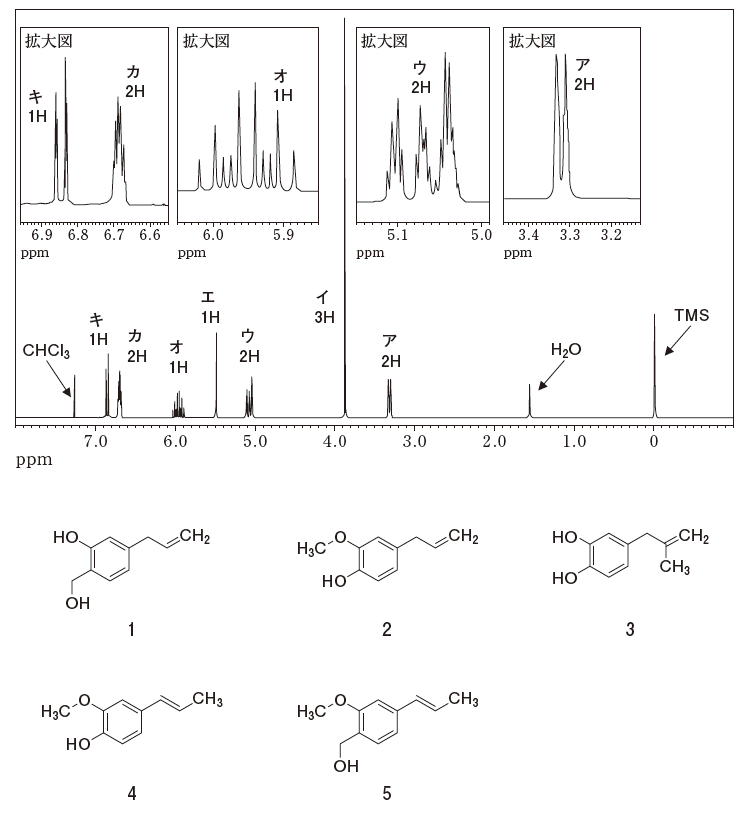 拡大図
キ
1H
カ
2H
6.9 6.8 6.7 6.6
ppm
拡大図
オ
1H
6.0 5.9
ppm
拡大図
ウ
2H
5.1 5.0
ppm
拡大図
ア
2H
3.4 3.3 3.2
ppm
CHCl3
キ
1H
カ
2H
オ
1H
エ
1H
ウ
2H
イ
3H
ア
2H
H2O
TMS
7.0 6.0 5.0 4.0 3.0 2.0 1.0 0
ppm
HO
CH2
OH
1
H3C
O
CH2
HO
2
HO
CH2
HO
CH3
3
H3C
O
CH3
HO
4
H3C
O
CH3
OH
5